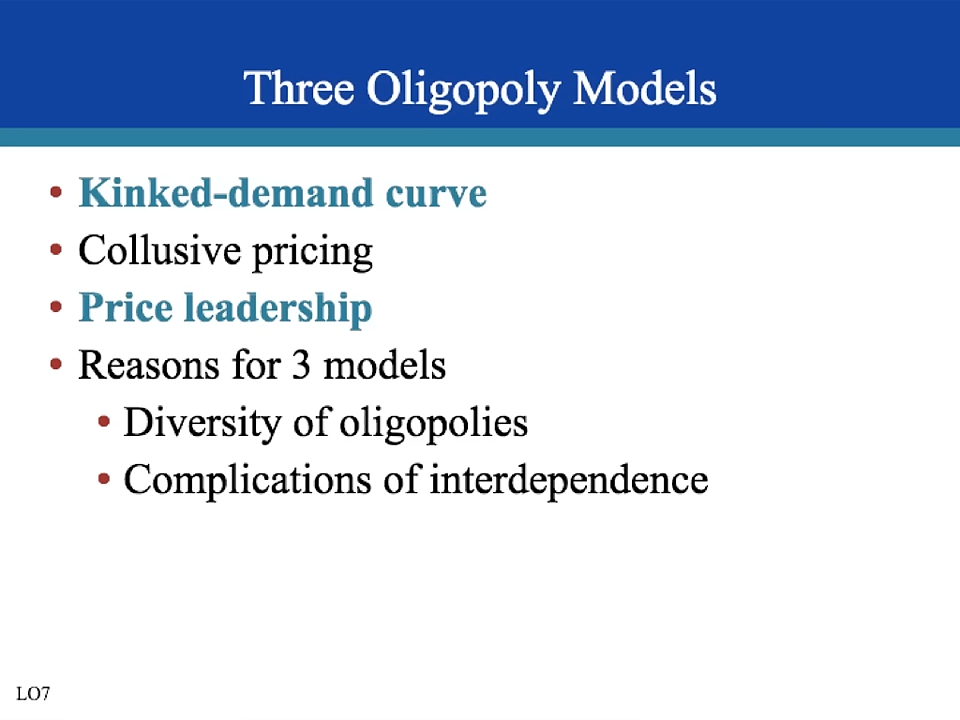 Three Oligopoly Models
• Kinked-demand curve
• Collusive pricing
• Price leadership
• Reasons for 3 models
• Diversity of oligopolies
• Complications of interdependence
LO7